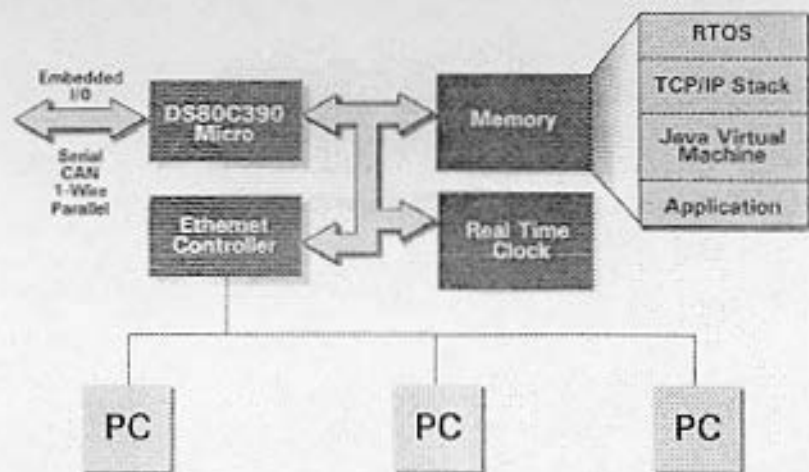 Embedded
I/O
DS80C390
Micro
Memory
RTOS
TCP/IP Stack
Java Virtual
Machine
Application
Serial
CAN
1-Wire
Parallel
Ethernet
Controller
Real Time
Clock
PC
PC
PC